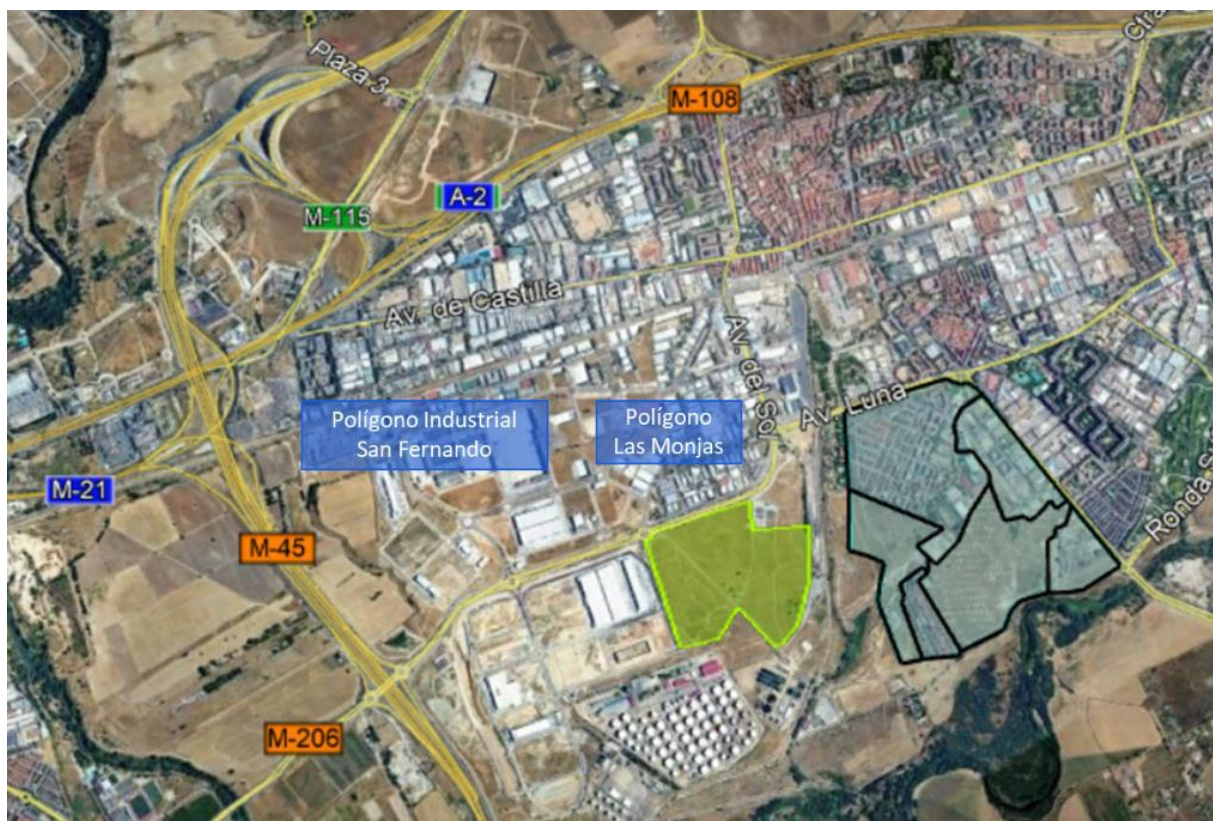 Plaza 3
Ctra
M-108
A-2
M-115
Av. de Castilla
Av. de Sol
Av. Luna
Polígono Industrial
San Fernando
Polígono
Las Monjas
M-21
M-45
Ronda S
M-206